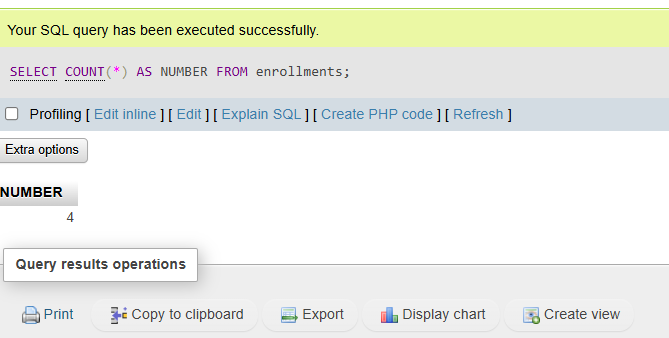 Your SQL query has been executed successfully.
SELECT COUNT(*) AS NUMBER FROM enrollments;
Profiling [ Edit inline ] [ Edit ] [ Explain SQL ] [ Create PHP code ] [ Refresh ]
Extra options
NUMBER
4
Query results operations
Print Copy to clipboard Export Display chart Create view